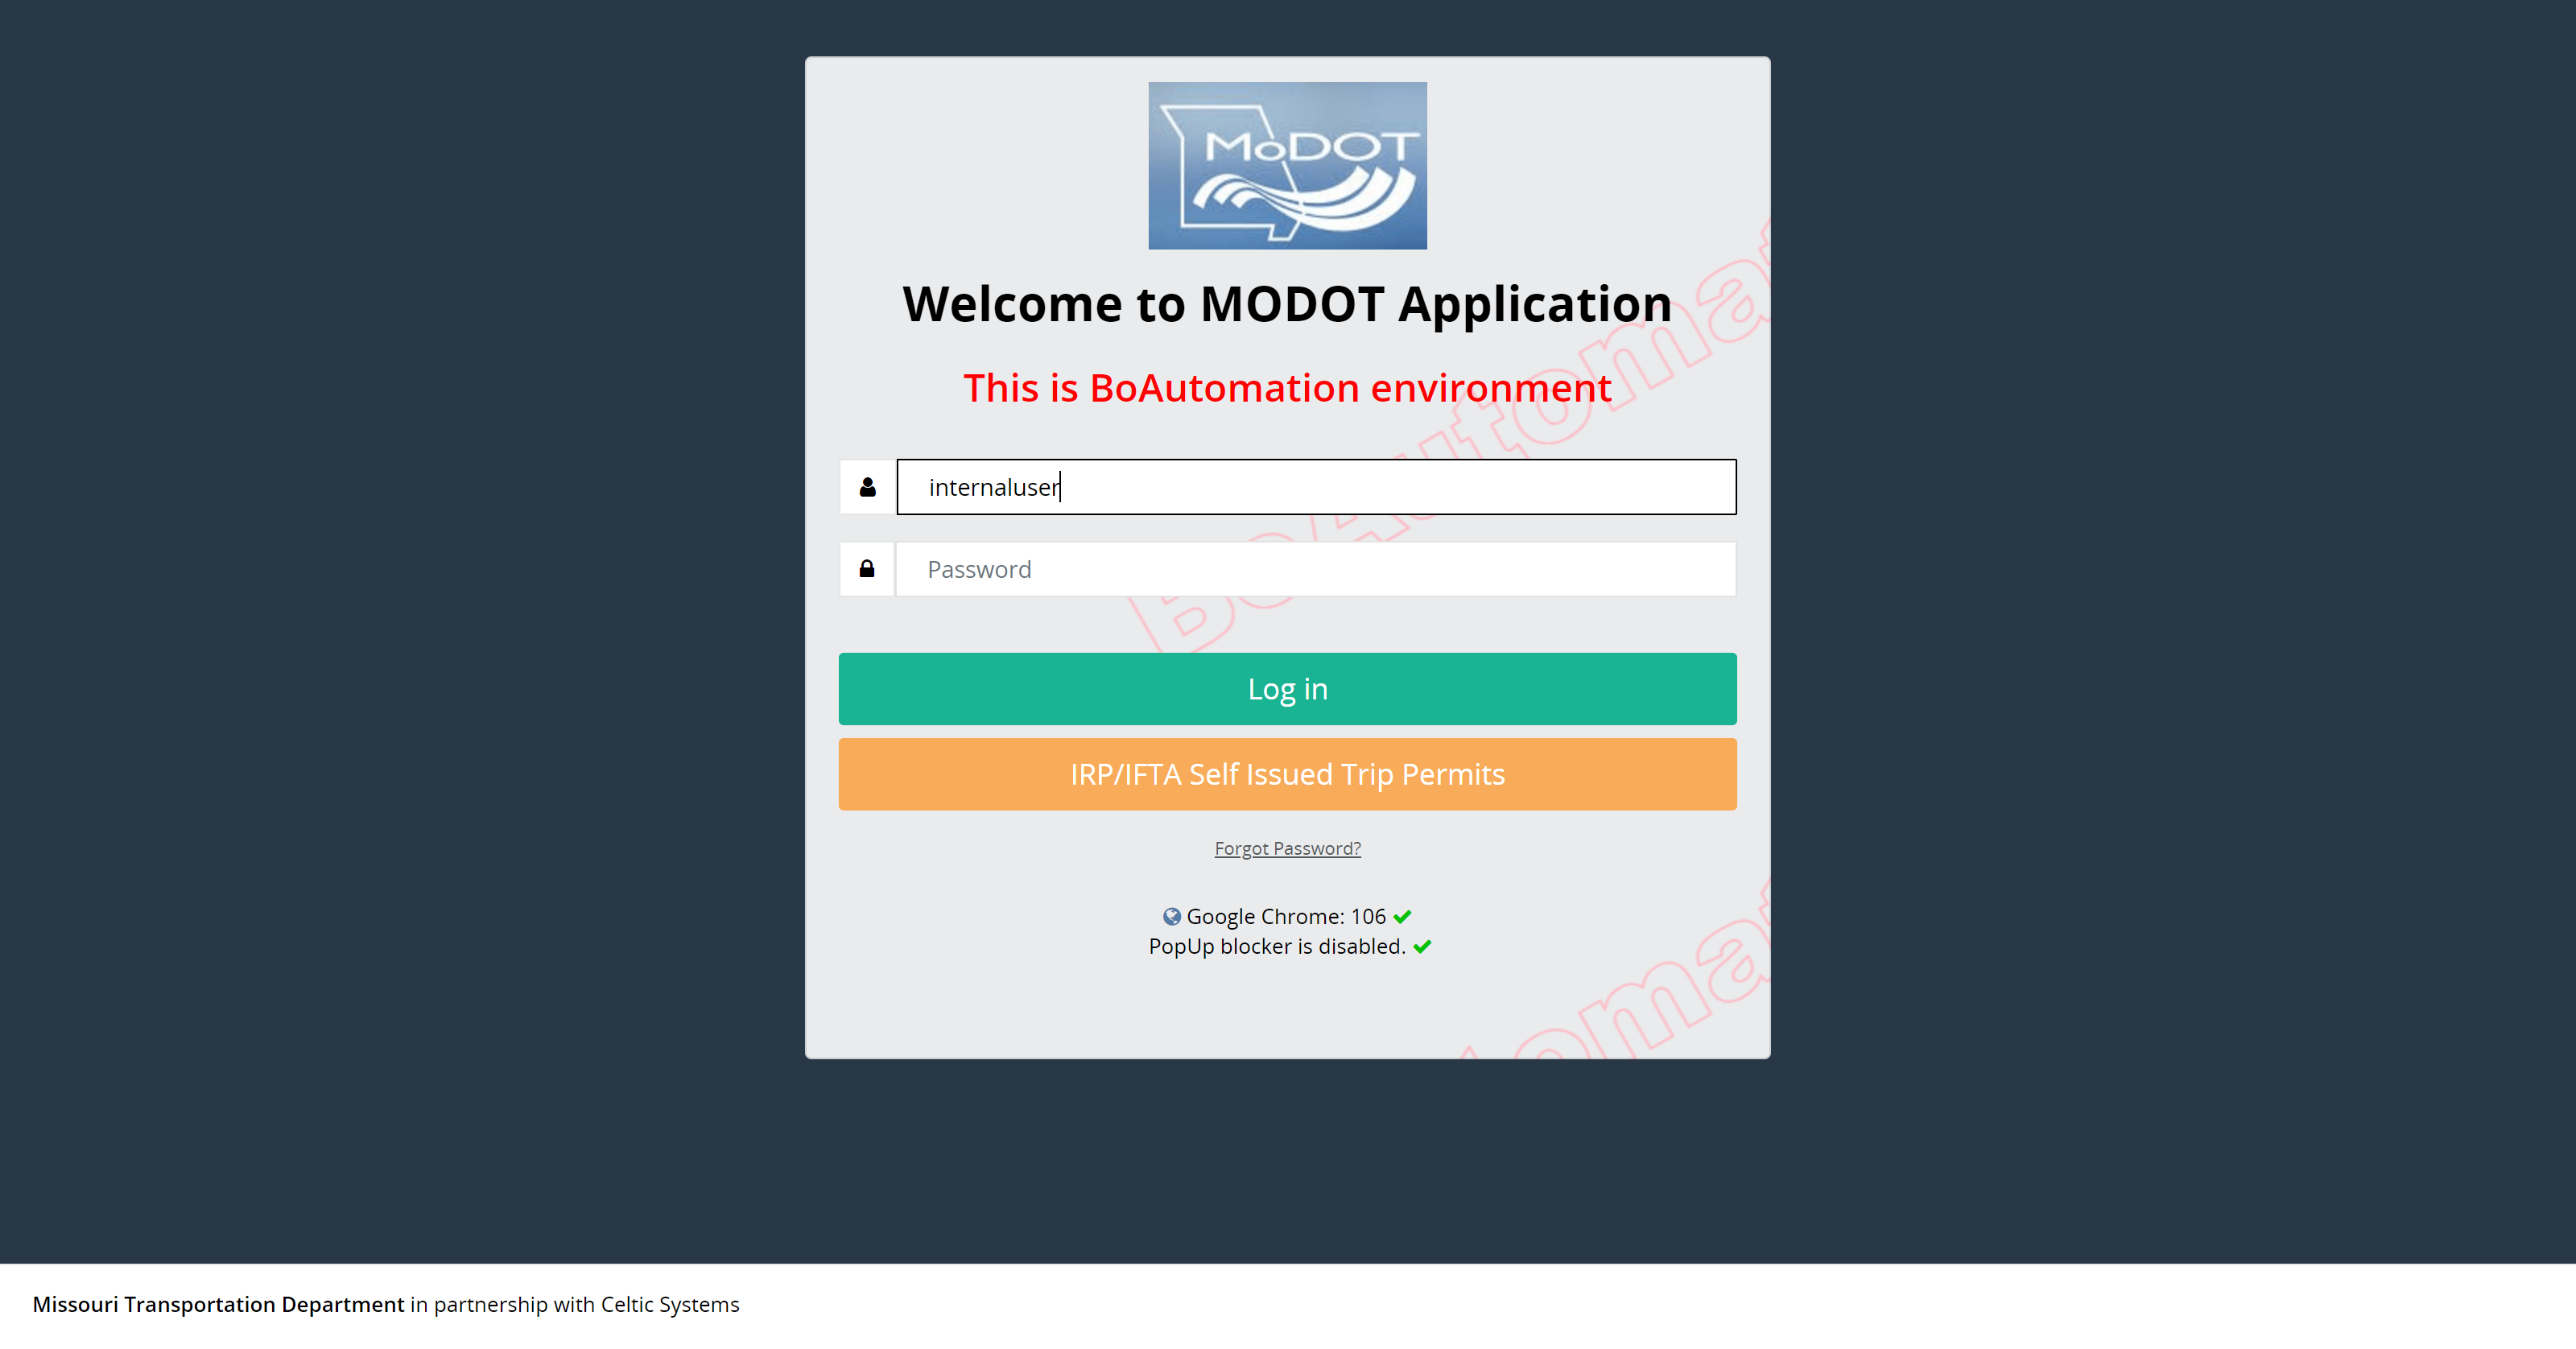 MoDOT
Welcome to MODOT Application
This is BoAutomation environment
internaluser
Password
Log in
IRP/IFTA Self Issued Trip Permits
Forgot Password?
Google Chrome: 106
PopUp blocker is disabled.
Missouri Transportation Department in partnership with Celtic Systems